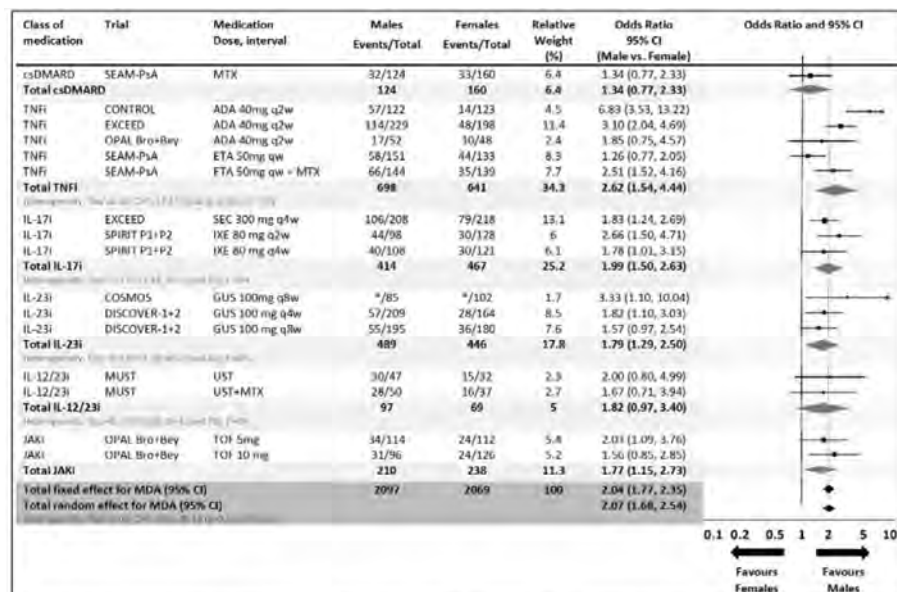 Class of medication Trial Medication Dose, interval Males Events/Total Females Events/Total Relative Weight (%) Odds Ratio 95% CI (Male vs. Female) Odds Ratio and 95% CI
csDMARD SEAM-PsA MTX 32/124 33/160 6.4 1.34 (0.77, 2.33)
Total csDMARD 124 160 6.4 1.34 (0.77, 2.33)
TNFi CONTROL ADA 40mg q2w 57/122 14/123 4.5 6.83 (3.53, 13.22)
TNFi EXCEED ADA 40mg q2w 134/229 48/198 11.4 3.10 (2.04, 4.69)
TNFi OPAL Bro+Bey ADA 40mg q2w 17/52 10/48 2.4 1.85 (0.75, 4.57)
TNFi SEAM-PsA ETA 50mg qw 58/151 44/133 8.3 1.26 (0.77, 2.05)
TNFi SEAM-PsA ETA 50mg qw + MTX 66/144 35/139 7.7 2.51 (1.52, 4.16)
Total TNFi 698 641 34.3 2.62 (1.54, 4.44)
IL-17i EXCEED SEC 300 mg q4w 106/208 79/218 13.1 1.83 (1.24, 2.69)
IL-17i SPIRIT P1+P2 IXE 80 mg q2w 44/98 30/128 6 2.66 (1.50, 4.71)
IL-17i SPIRIT P1+P2 IXE 80 mg q4w 40/108 30/121 6.1 1.78 (1.01, 3.15)
Total IL-17i 414 467 25.2 1.99 (1.50, 2.63)
IL-23i COSMOS GUS 100mg q8w */85 */102 1.7 3.33 (1.10, 10.04)
IL-23i DISCOVER-1+2 GUS 100 mg q4w 57/209 28/164 8.5 1.82 (1.10, 3.03)
IL-23i DISCOVER-1+2 GUS 100 mg q8w 55/195 36/180 7.6 1.57 (0.97, 2.54)
Total IL-23i 489 446 17.8 1.79 (1.29, 2.50)
IL-12/23i MUST UST 30/47 15/32 2.3 2.00 (0.80, 4.99)
IL-12/23i MUST UST+MTX 28/50 16/37 2.7 1.67 (0.71, 3.94)
Total IL-12/23i 97 69 5 1.82 (0.97, 3.40)
JAKi OPAL Bro+Bey TOF 5mg 34/114 24/112 5.4 2.03 (1.09, 3.76)
JAKi OPAL Bro+Bey TOF 10 mg 31/96 24/126 5.2 1.56 (0.85, 2.85)
Total JAKi 210 238 11.3 1.77 (1.15, 2.73)
Total fixed effect for MDA (95% CI) 2097 2069 100 2.04 (1.77, 2.35)
Total random effect for MDA (95% CI) 2.07 (1.68, 2.54)
0.1 0.2 0.5 1 2 5 10
Favours Females Favours Males